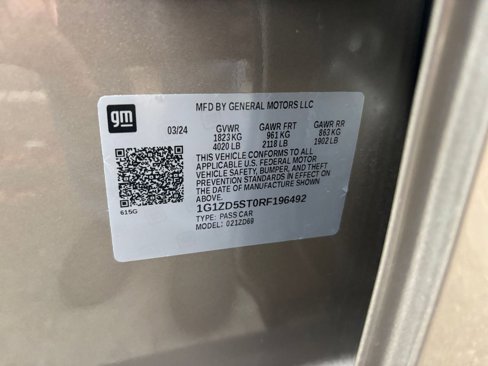 gm
MFD BY GENERAL MOTORS LLC
03/24 GVWR GAWR FRT GAWR RR
1823 KG 961 KG 863 KG
4020 LB 2118 LB 1902 LB
THIS VEHICLE CONFORMS TO ALL
APPLICABLE U.S. FEDERAL MOTOR
VEHICLE SAFETY, BUMPER, AND THEFT
PREVENTION STANDARDS IN EFFECT ON
THE DATE OF MANUFACTURE SHOWN
ABOVE.
615G
1G1ZD5ST0RF196492
TYPE: PASS CAR
MODEL: 021ZD69